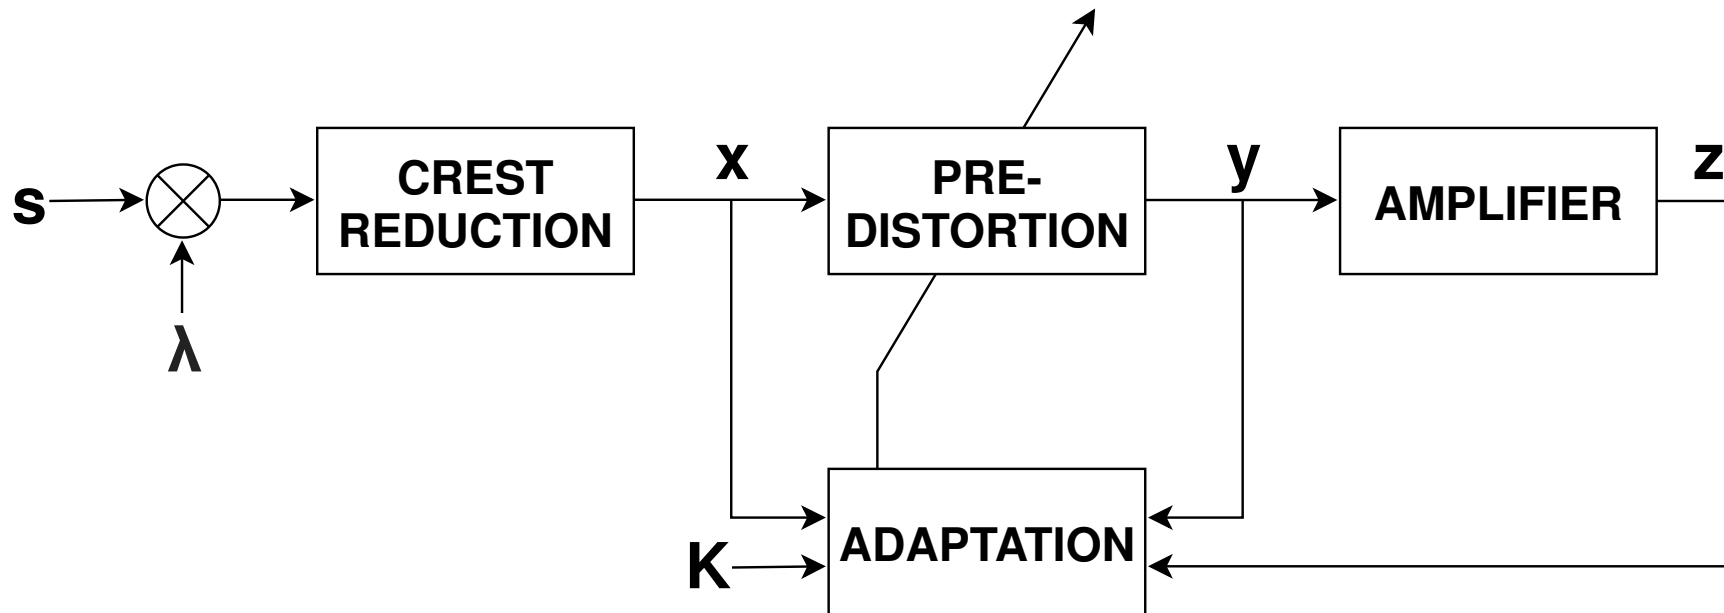 s
λ
CREST
REDUCTION
x
PRE-
DISTORTION
y
AMPLIFIER
z
K
ADAPTATION